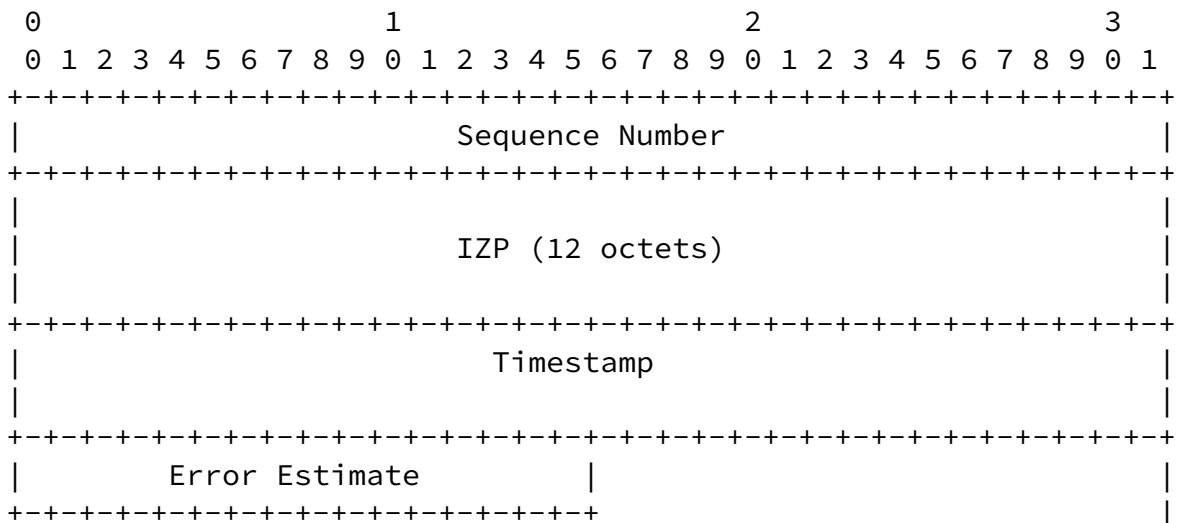 0                   1                   2                   3
 0 1 2 3 4 5 6 7 8 9 0 1 2 3 4 5 6 7 8 9 0 1 2 3 4 5 6 7 8 9 0 1
+-+-+-+-+-+-+-+-+-+-+-+-+-+-+-+-+-+-+-+-+-+-+-+-+-+-+-+-+-+-+-+-+
|                        Sequence Number                        |
+-+-+-+-+-+-+-+-+-+-+-+-+-+-+-+-+-+-+-+-+-+-+-+-+-+-+-+-+-+-+-+-+
|                                                               |
|                        IZP (12 octets)                        |
|                                                               |
+-+-+-+-+-+-+-+-+-+-+-+-+-+-+-+-+-+-+-+-+-+-+-+-+-+-+-+-+-+-+-+-+
|                          Timestamp                            |
|                                                               |
+-+-+-+-+-+-+-+-+-+-+-+-+-+-+-+-+-+-+-+-+-+-+-+-+-+-+-+-+-+-+-+-+
|        Error Estimate         |                               |
+-+-+-+-+-+-+-+-+-+-+-+-+-+-+-+-+                               |